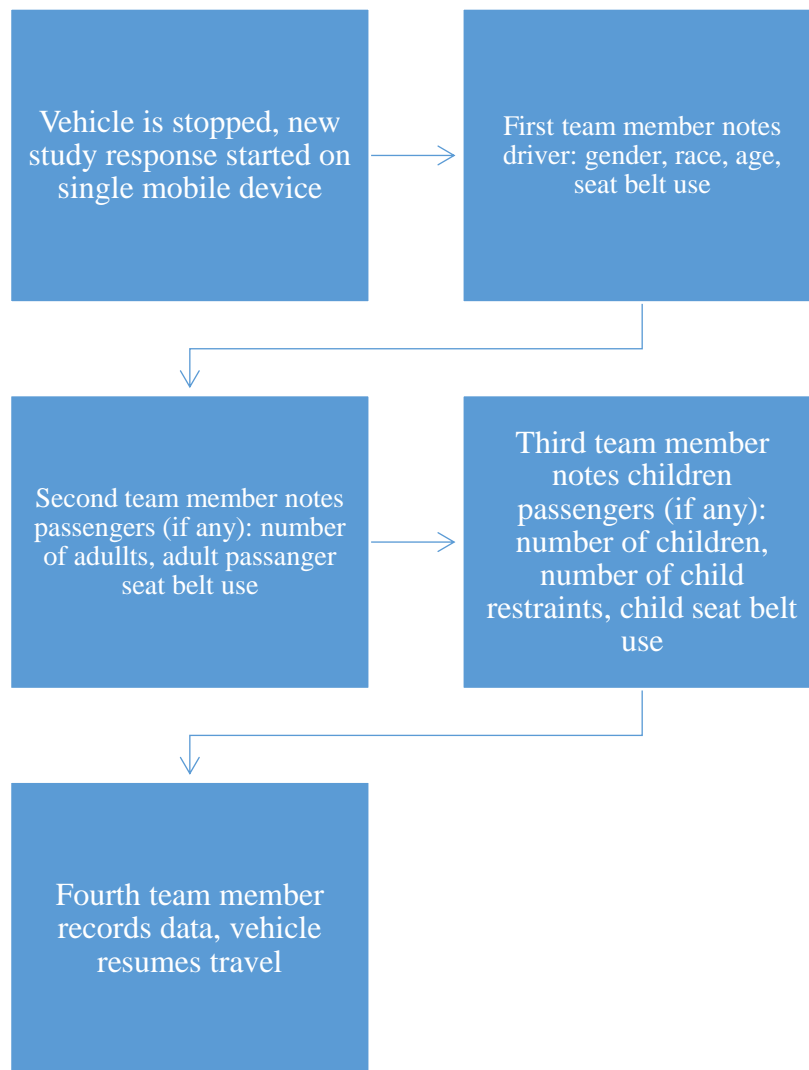 Vehicle is stopped, new
study response started on
single mobile device
First team member notes
driver: gender, race, age,
seat belt use
Second team member notes
passengers (if any): number
of adullts, adult passanger
seat belt use
Third team member
notes children
passengers (if any):
number of children,
number of child
restraints, child seat belt
use
Fourth team member
records data, vehicle
resumes travel